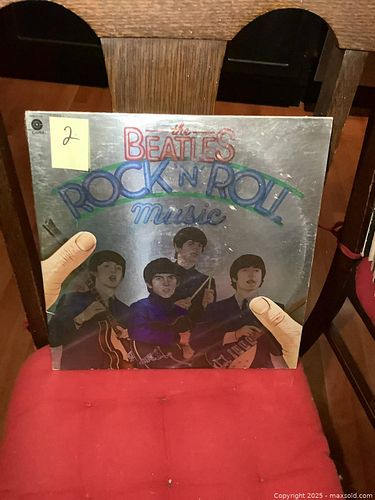 2
the
BEATLES
ROCK 'N' ROLL
music
Copyright 2025 - maxsold.com